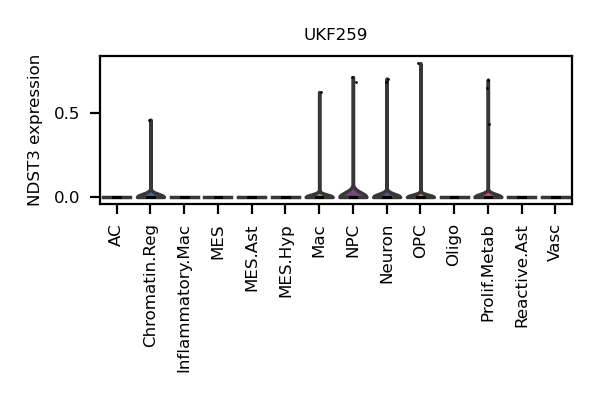 UKF259
NDST3 expression
0.5
0.0
AC
Chromatin.Reg
Inflammatory.Mac
MES
MES.Ast
MES.Hyp
Mac
NPC
Neuron
OPC
Oligo
Prolif.Metab
Reactive.Ast
Vasc